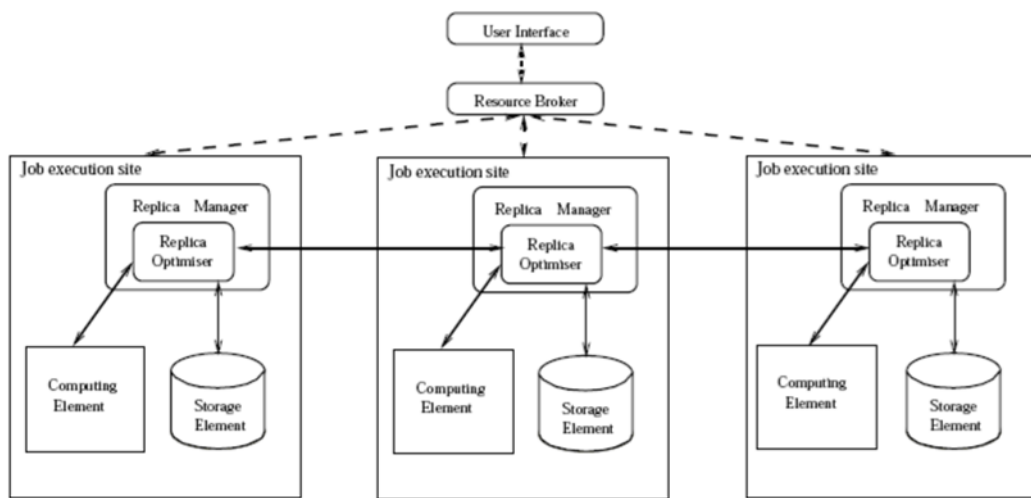 User Interface
Resource Broker
Job execution site
Replica Manager
Replica
Optimiser
Computing
Element
Storage
Element
Job execution site
Replica Manager
Replica
Optimiser
Computing
Element
Storage
Element
Job execution site
Replica Manager
Replica
Optimiser
Computing
Element
Storage
Element